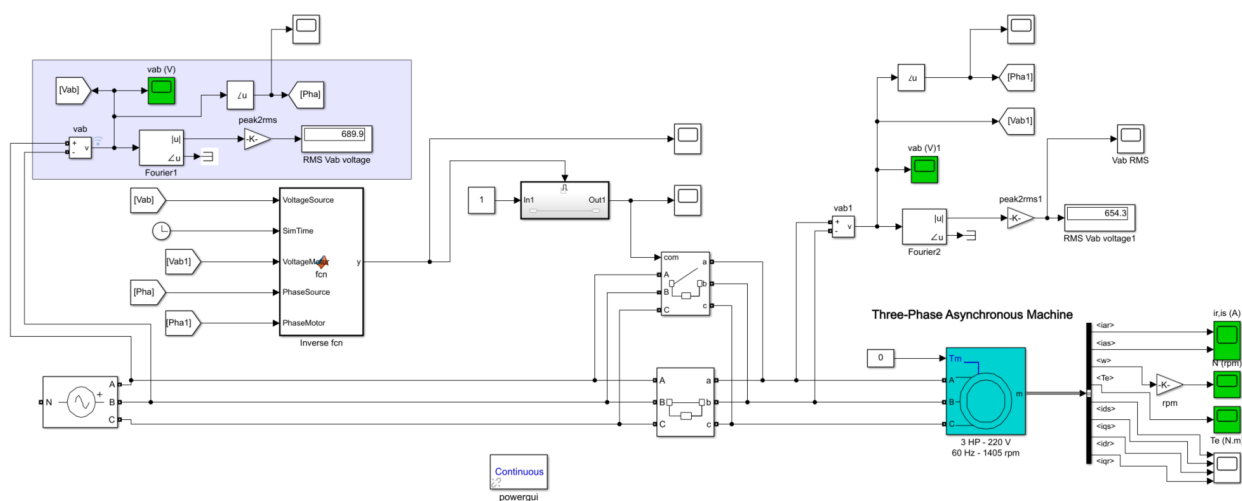 vab (V)
[Vab]
∠u
[Pha]
vab
+
-
v
|u|
∠u
Fourier1
peak2rms
-K-
689.9
RMS Vab voltage
[Vab]
VoltageSource
SimTime
[Vab1]
VoltageMotor
fcn
y
[Pha]
PhaseSource
[Pha1]
PhaseMotor
Inverse fcn
1
In1
Out1
com
A
B
C
a
b
c
∠u
[Pha1]
[Vab1]
vab (V)1
vab1
+
-
v
|u|
∠u
Fourier2
peak2rms1
-K-
Vab RMS
654.3
RMS Vab voltage1
N
+
A
B
C
A
B
C
a
b
c
Three-Phase Asynchronous Machine
0
Tm
A
B
C
m
3 HP - 220 V
60 Hz - 1405 rpm
<iar>
<ias>
<w>
<Te>
<ids>
<iqs>
<idr>
<iqr>
ir,is (A)
N (rpm)
-K-
rpm
Te (N.m)
Continuous
powergui